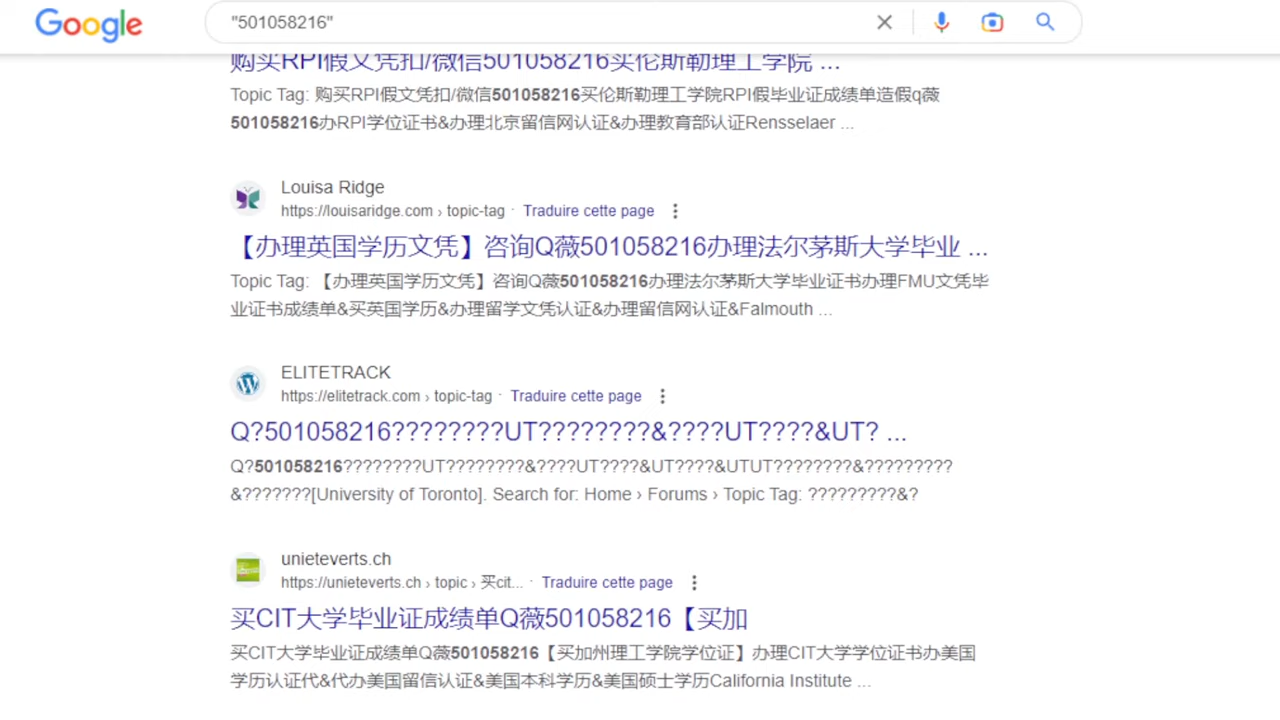 Google
"501058216"
购买RPI假文凭扣/微信501058216买伦斯勒理工学院 ...
Topic Tag: 购买RPI假文凭扣/微信501058216买伦斯勒理工学院RPI假毕业证成绩单造假q薇
501058216办RPI学位证书&办理北京留信网认证&办理教育部认证Rensselaer ...
Louisa Ridge
https://louisaridge.com › topic-tag · Traduire cette page
【办理英国学历文凭】咨询Q薇501058216办理法尔茅斯大学毕业 ...
Topic Tag: 【办理英国学历文凭】咨询Q薇501058216办理法尔茅斯大学毕业证书办理FMU文凭毕
业证书成绩单&买英国学历&办理留学文凭认证&办理留信网认证&Falmouth ...
ELITETRACK
https://elitetrack.com › topic-tag · Traduire cette page
Q?501058216????????UT????????&????UT????&UT? ...
Q?501058216????????UT????????&????UT????&UT????&UTUT????????&?????????
&???????[University of Toronto]. Search for: Home › Forums › Topic Tag: ?????????&?
unieteverts.ch
https://unieteverts.ch › topic › 买cit... · Traduire cette page
买CIT大学毕业证成绩单Q薇501058216【买加
买CIT大学毕业证成绩单Q薇501058216【买加州理工学院学位证】办理CIT大学学位证书办美国
学历认证代&代办美国留信认证&美国本科学历&美国硕士学历California Institute ...